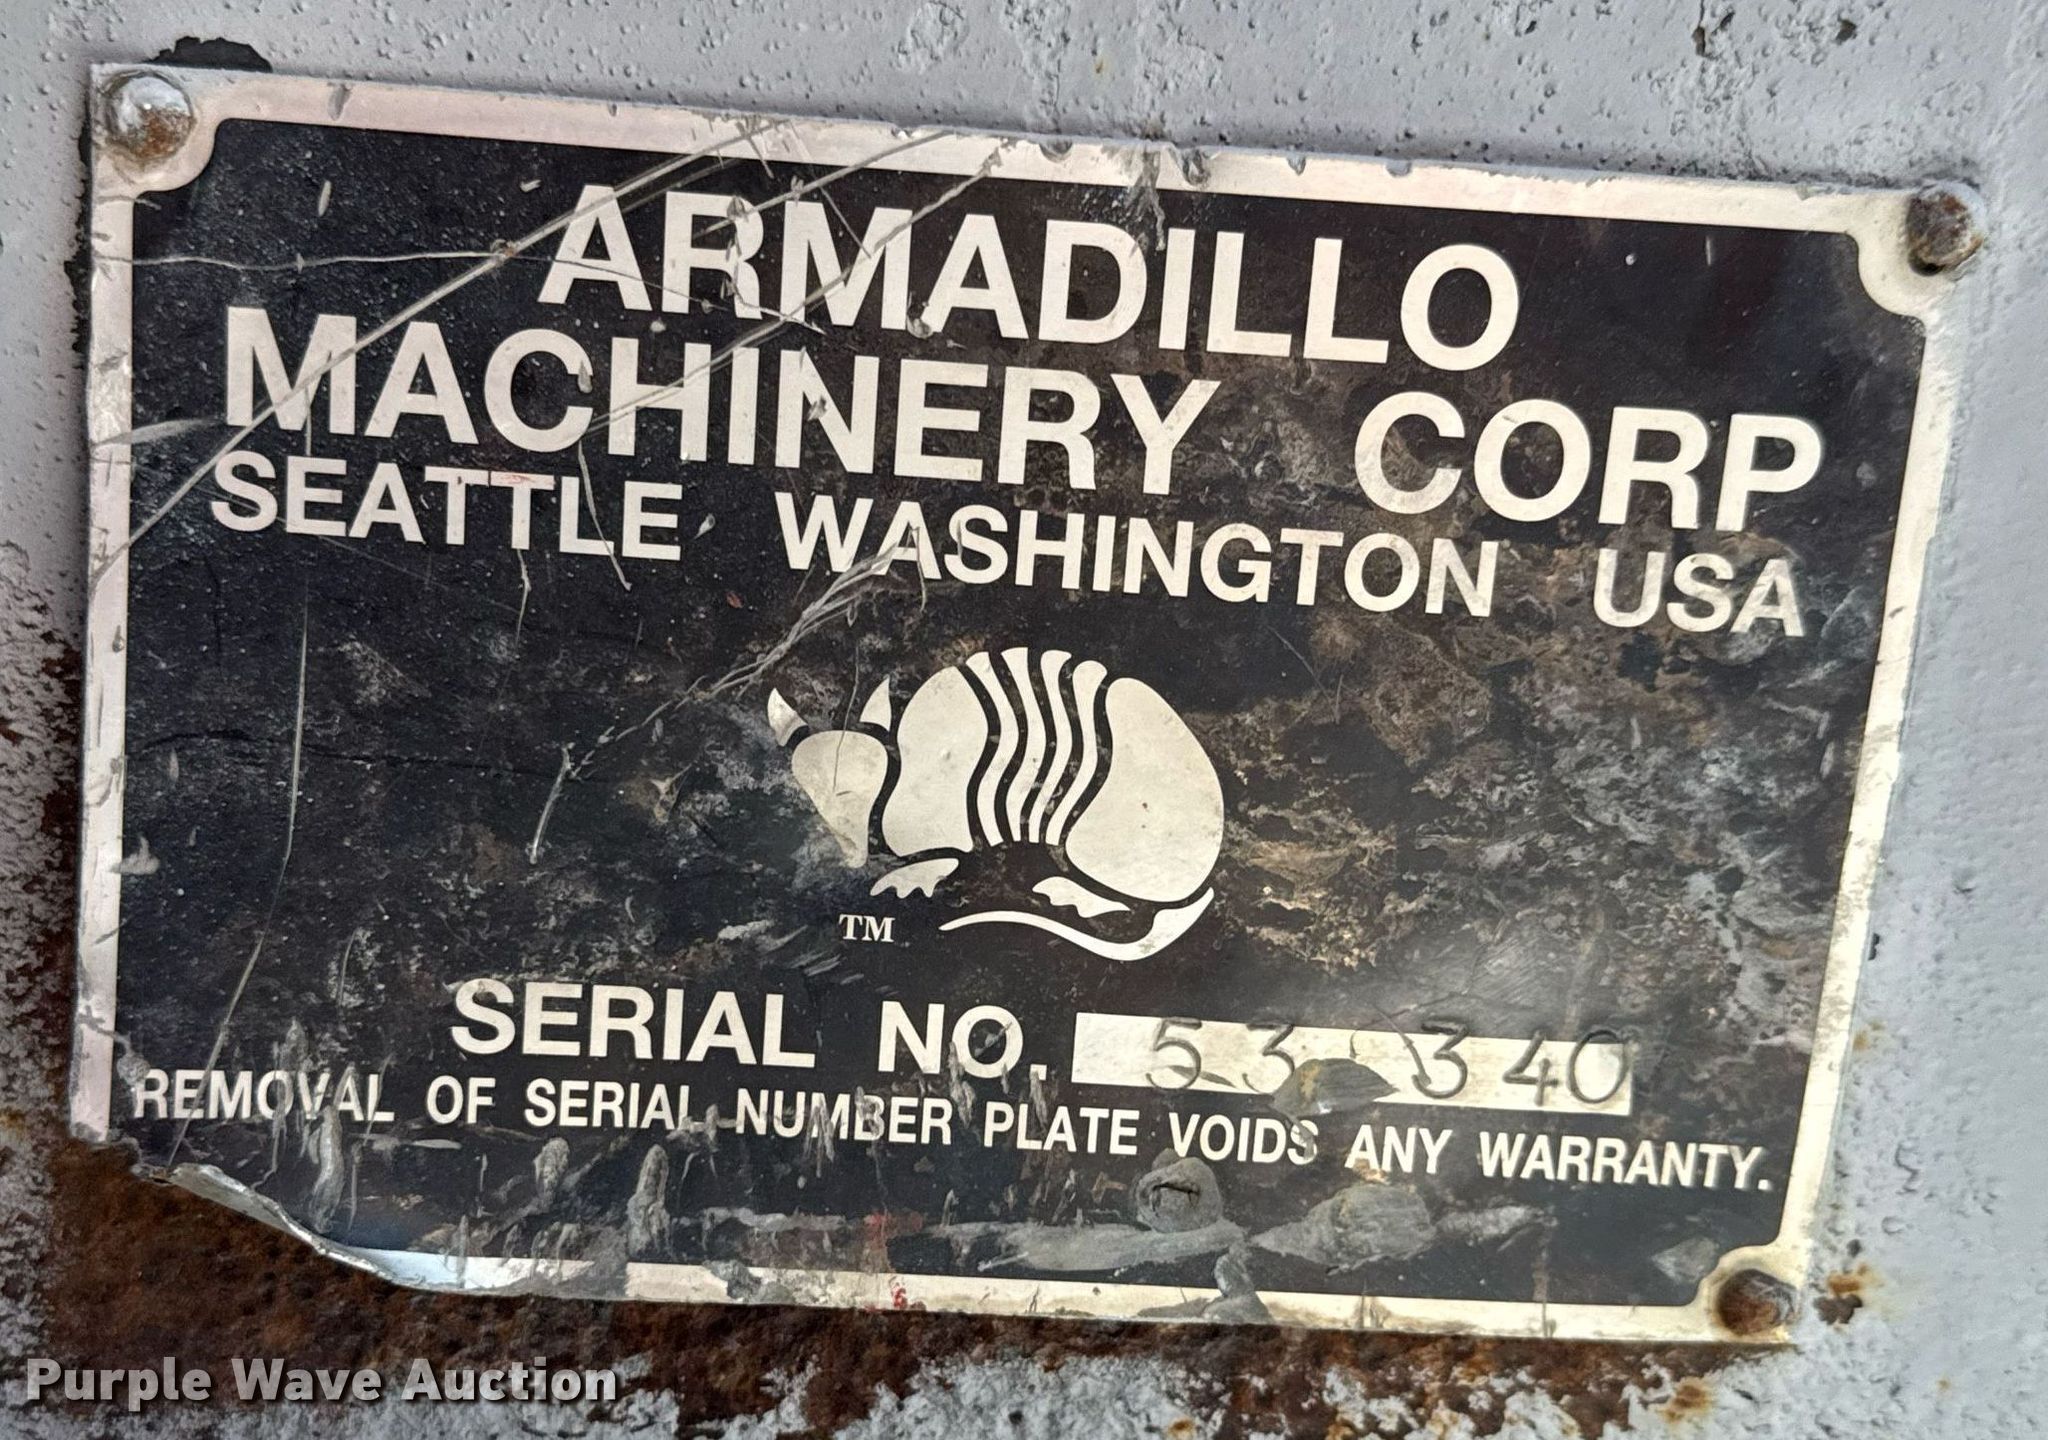 ARMADILLO
MACHINERY CORP
SEATTLE WASHINGTON USA
TM
SERIAL NO. 53 340
REMOVAL OF SERIAL NUMBER PLATE VOIDS ANY WARRANTY.
Purple Wave Auction